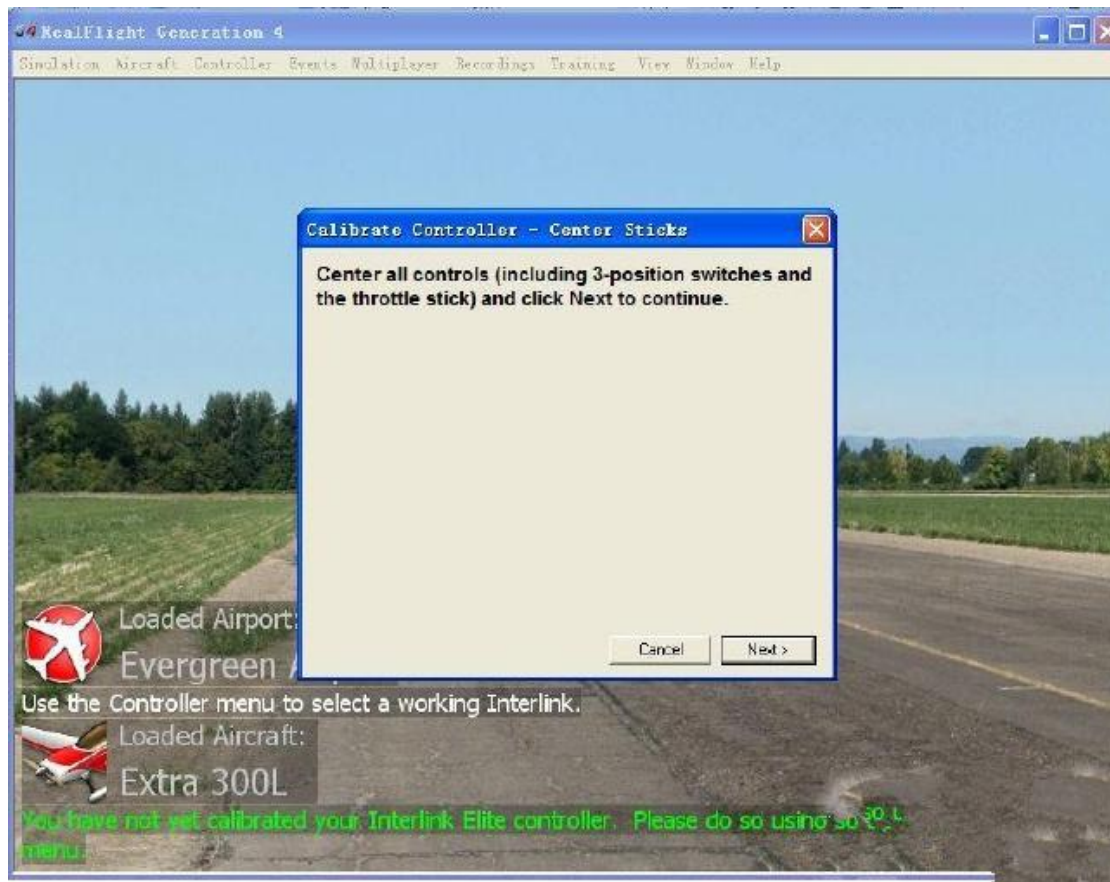 RealFlight Generation 4
Simulation Aircraft Controller Events Multiplayer Recordings Training View Window Help
Calibrate Controller - Center Sticks
Center all controls (including 3-position switches and
the throttle stick) and click Next to continue.
Cancel Next >
Loaded Airport:
Evergreen
Use the Controller menu to select a working Interlink.
Loaded Aircraft:
Extra 300L
You have not yet calibrated your Interlink Elite controller. Please do so using
menu.